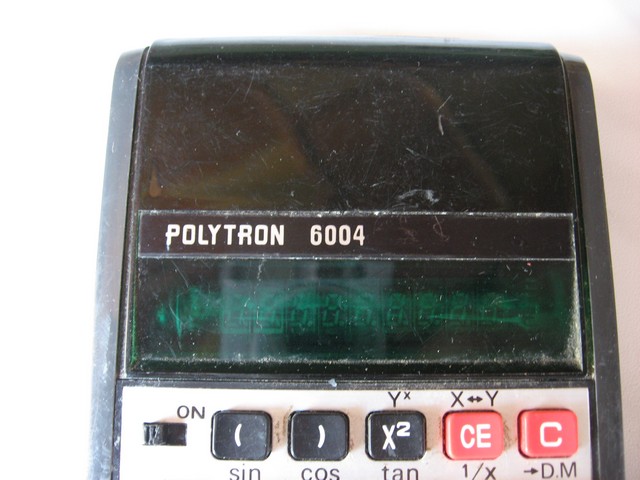 POLYTRON 6004
Yˣ X↔Y
ON ( ) X² CE C
sin cos tan 1/x →D.M